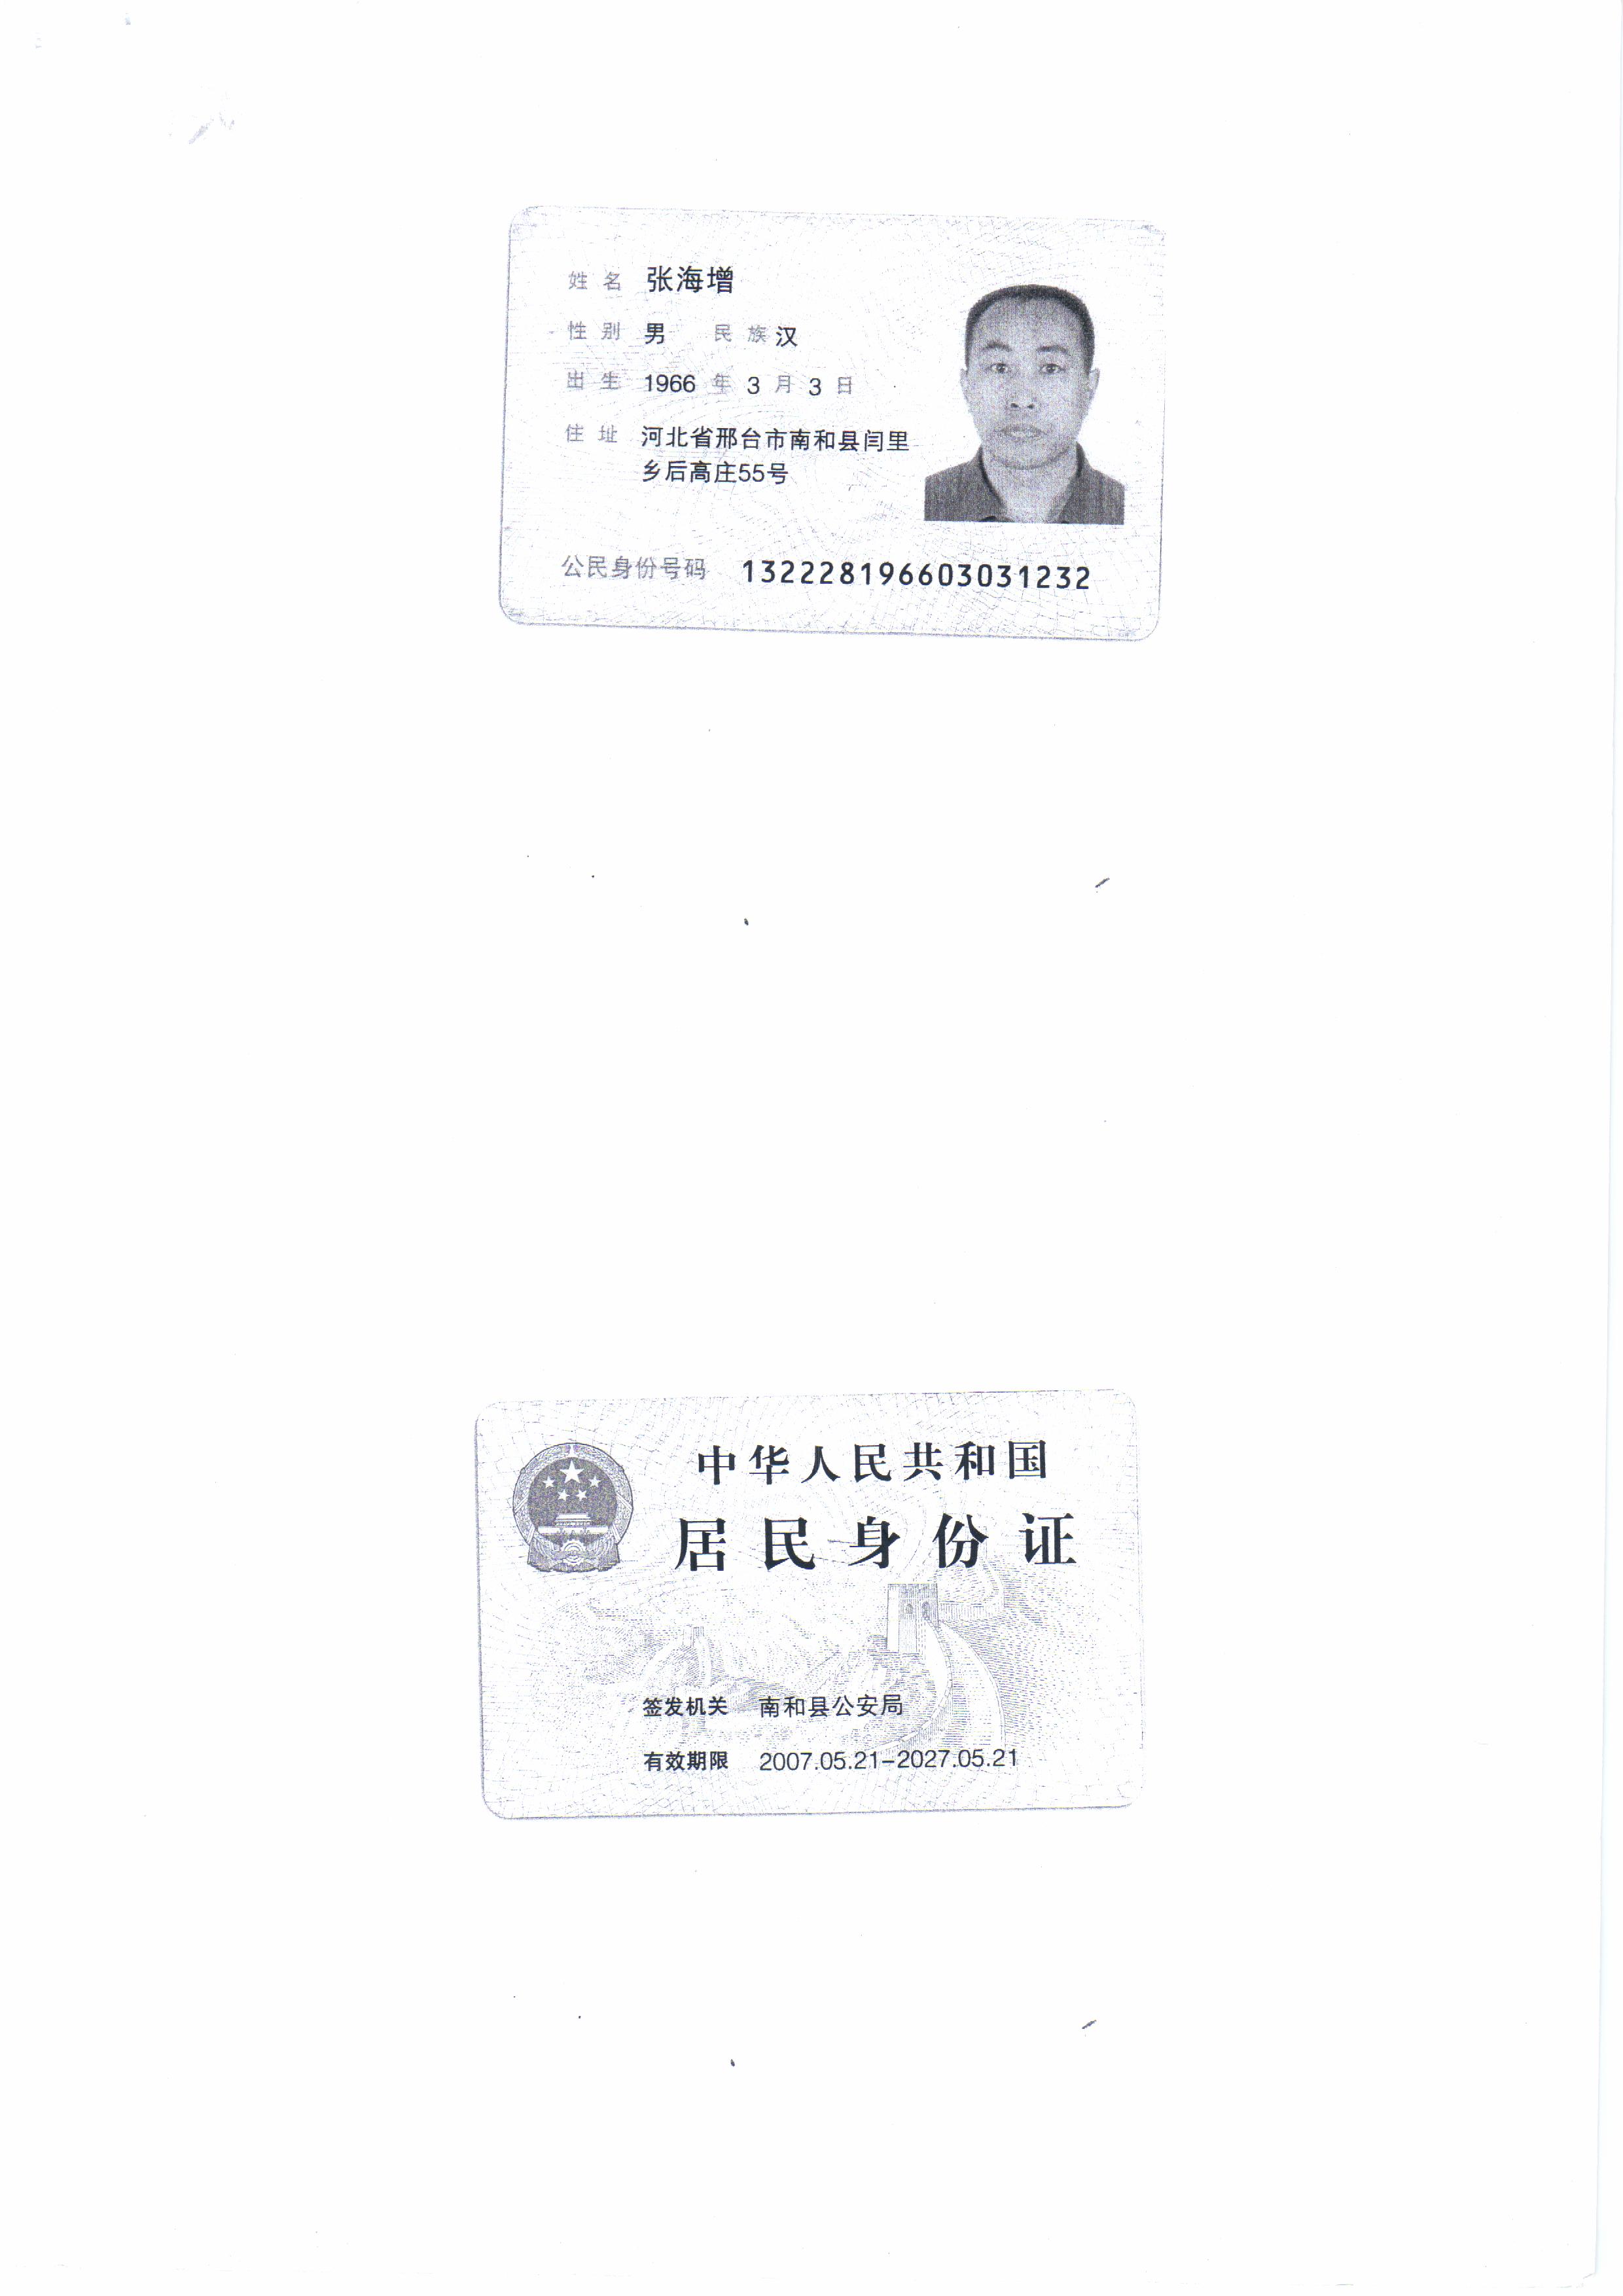 姓名 张海增
性别 男 民族 汉
出生 1966 年 3 月 3 日
住址 河北省邢台市南和县闫里
乡后高庄55号
公民身份号码 132228196603031232
中华人民共和国
居民身份证
签发机关 南和县公安局
有效期限 2007.05.21-2027.05.21